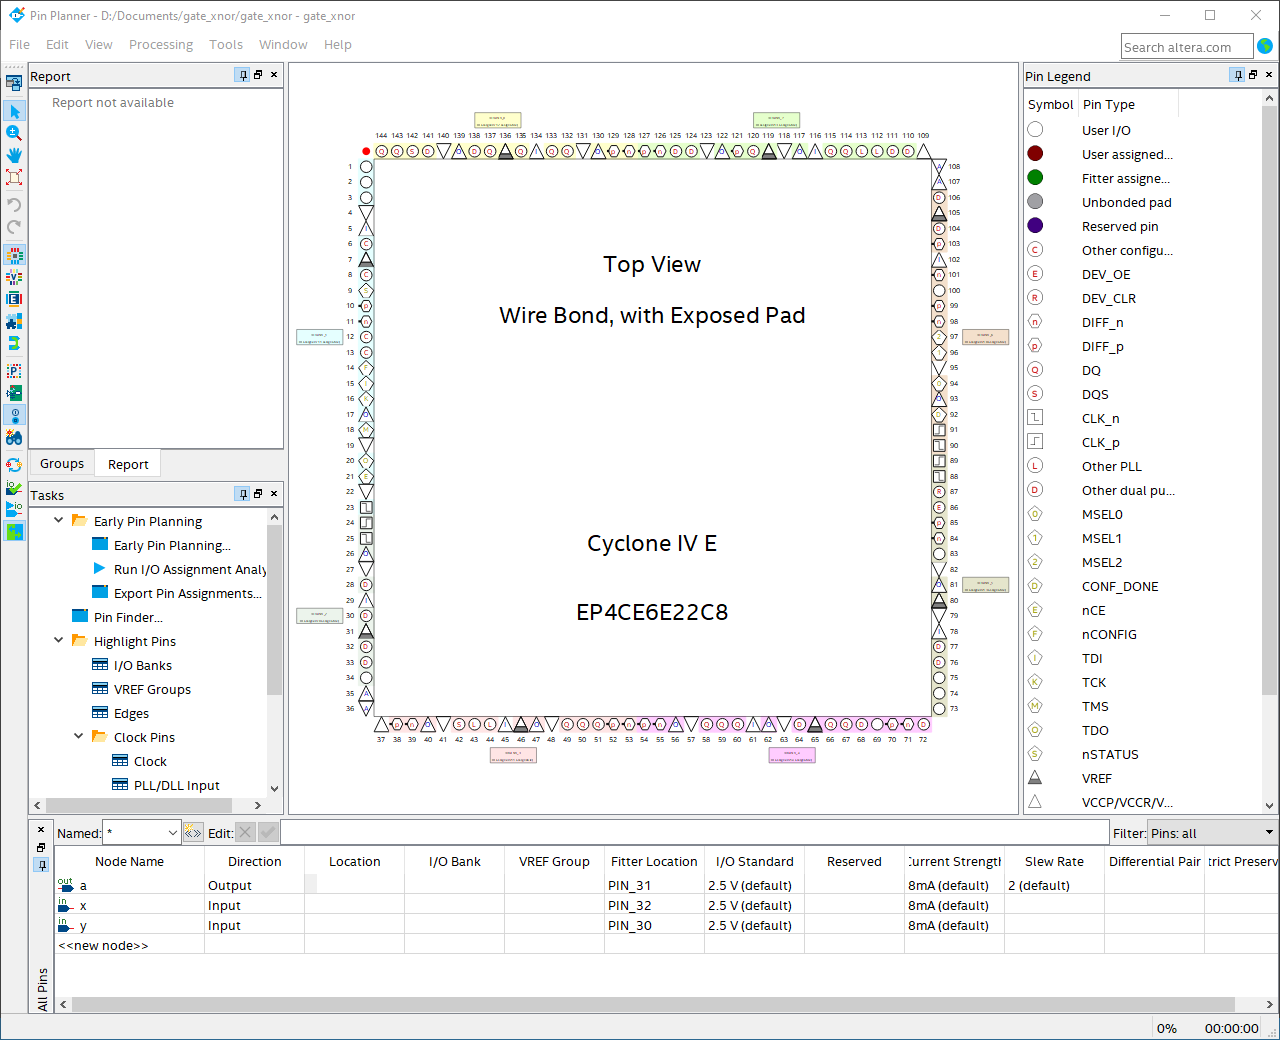 Pin Planner - D:/Documents/gate_xnor/gate_xnor - gate_xnor
File Edit View Processing Tools Window Help
Search altera.com
Report
Report not available
Groups Report
Tasks
Early Pin Planning
Early Pin Planning...
Run I/O Assignment Analy
Export Pin Assignments...
Pin Finder...
Highlight Pins
I/O Banks
VREF Groups
Edges
Clock Pins
Clock
PLL/DLL Input
144 143 142 141 140 139 138 137 136 135 134 133 132 131 130 129 128 127 126 125 124 123 122 121 120 119 118 117 116 115 114 113 112 111 110 109
1 108
2 107
3 106
4 105
5 104
6 103
7 102
8 101
9 100
10 99
11 98
12 97
13 96
14 95
15 94
16 93
17 92
18 91
19 90
20 89
21 88
22 87
23 86
24 85
25 84
26 83
27 82
28 81
29 80
30 79
31 78
32 77
33 76
34 75
35 74
36 73
37 38 39 40 41 42 43 44 45 46 47 48 49 50 51 52 53 54 55 56 57 58 59 60 61 62 63 64 65 66 67 68 69 70 71 72
Top View
Wire Bond, with Exposed Pad
Cyclone IV E
EP4CE6E22C8
Pin Legend
Symbol Pin Type
User I/O
User assigned...
Fitter assigne...
Unbonded pad
Reserved pin
C Other configu...
E DEV_OE
R DEV_CLR
n DIFF_n
p DIFF_p
Q DQ
S DQS
CLK_n
CLK_p
L Other PLL
D Other dual pu...
0 MSEL0
1 MSEL1
2 MSEL2
D CONF_DONE
E nCE
F nCONFIG
I TDI
K TCK
M TMS
O TDO
S nSTATUS
VREF
VCCP/VCCR/V...
Named: * <<>> Edit: Filter: Pins: all
Node Name Direction Location I/O Bank VREF Group Fitter Location I/O Standard Reserved Current Strength Slew Rate Differential Pair trict Preserv
out a Output PIN_31 2.5 V (default) 8mA (default) 2 (default)
in x Input PIN_32 2.5 V (default) 8mA (default)
in y Input PIN_30 2.5 V (default) 8mA (default)
<<new node>>
All Pins
0% 00:00:00